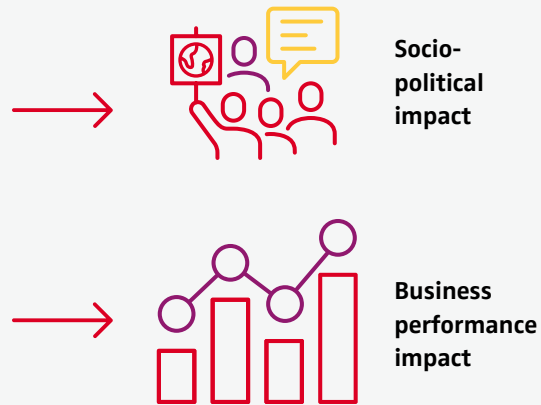 Socio-
political
impact
Business
performance
impact